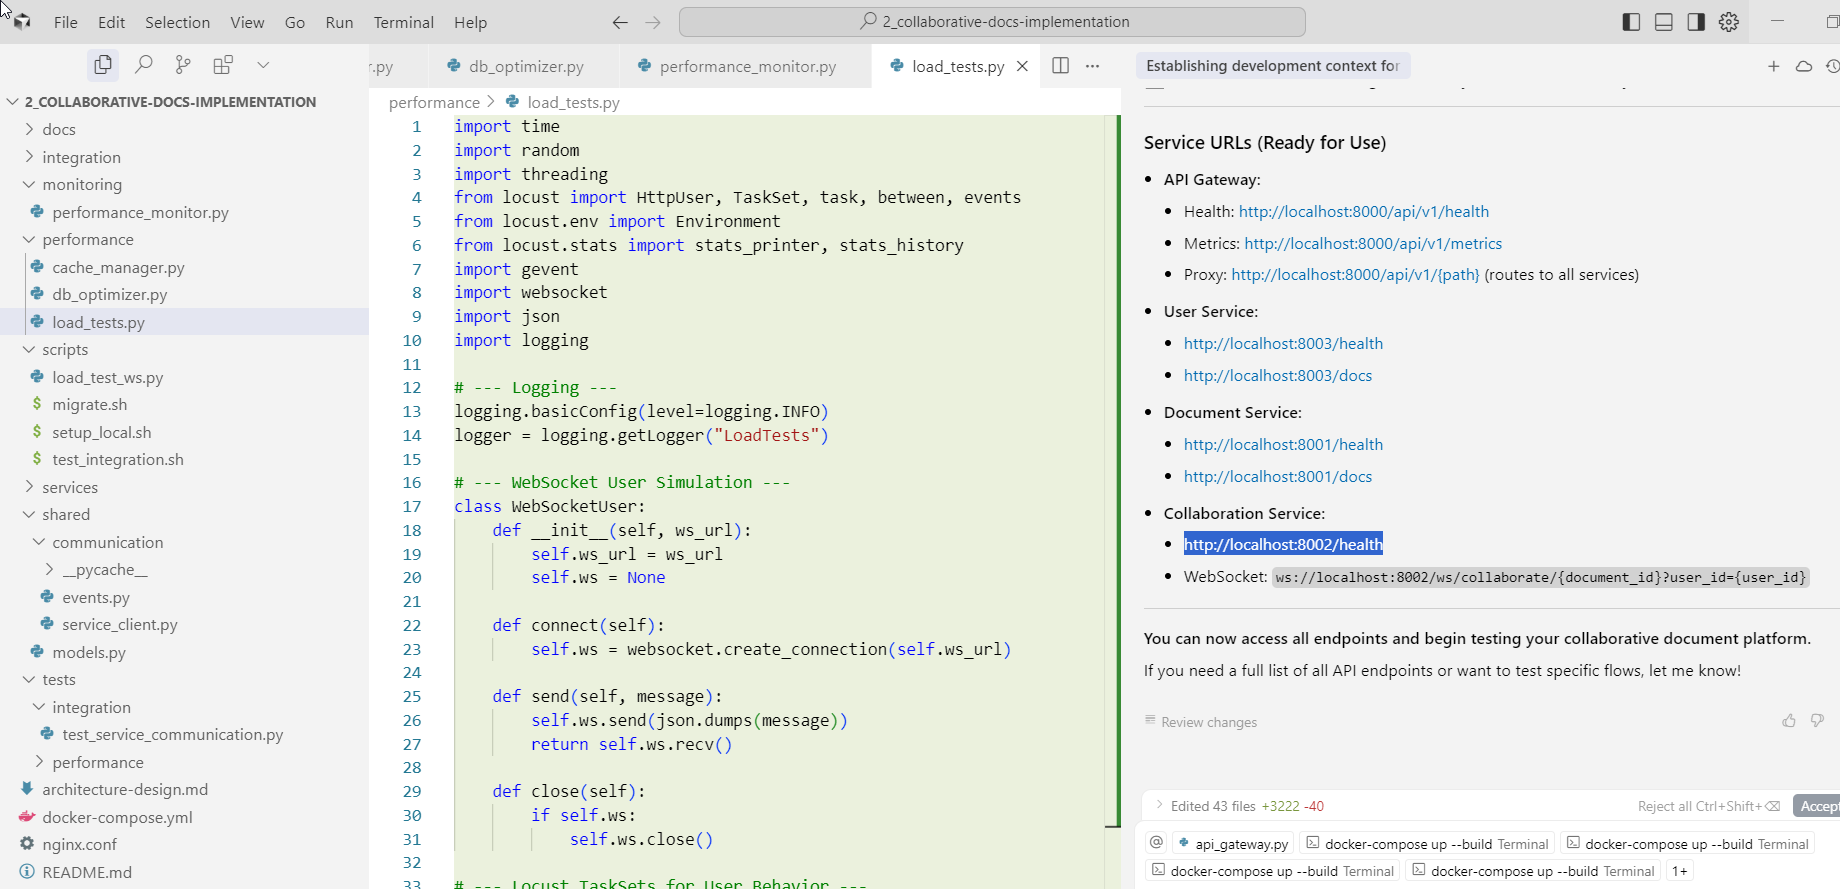 File Edit Selection View Go Run Terminal Help
2_collaborative-docs-implementation
2_COLLABORATIVE-DOCS-IMPLEMENTATION
docs
integration
monitoring
performance_monitor.py
performance
cache_manager.py
db_optimizer.py
load_tests.py
scripts
load_test_ws.py
migrate.sh
setup_local.sh
test_integration.sh
services
shared
communication
__pycache__
events.py
service_client.py
models.py
tests
integration
test_service_communication.py
performance
architecture-design.md
docker-compose.yml
nginx.conf
README.md
r.py db_optimizer.py performance_monitor.py load_tests.py
performance > load_tests.py
1 import time
2 import random
3 import threading
4 from locust import HttpUser, TaskSet, task, between, events
5 from locust.env import Environment
6 from locust.stats import stats_printer, stats_history
7 import gevent
8 import websocket
9 import json
10 import logging
11
12 # --- Logging ---
13 logging.basicConfig(level=logging.INFO)
14 logger = logging.getLogger("LoadTests")
15
16 # --- WebSocket User Simulation ---
17 class WebSocketUser:
18 def __init__(self, ws_url):
19 self.ws_url = ws_url
20 self.ws = None
21
22 def connect(self):
23 self.ws = websocket.create_connection(self.ws_url)
24
25 def send(self, message):
26 self.ws.send(json.dumps(message))
27 return self.ws.recv()
28
29 def close(self):
30 if self.ws:
31 self.ws.close()
32
33 # --- Locust TaskSets for User Behavior ---
Establishing development context for
Service URLs (Ready for Use)
• API Gateway:
• Health: http://localhost:8000/api/v1/health
• Metrics: http://localhost:8000/api/v1/metrics
• Proxy: http://localhost:8000/api/v1/{path} (routes to all services)
• User Service:
• http://localhost:8003/health
• http://localhost:8003/docs
• Document Service:
• http://localhost:8001/health
• http://localhost:8001/docs
• Collaboration Service:
• http://localhost:8002/health
• WebSocket: ws://localhost:8002/ws/collaborate/{document_id}?user_id={user_id}
You can now access all endpoints and begin testing your collaborative document platform.
If you need a full list of all API endpoints or want to test specific flows, let me know!
Review changes
Edited 43 files +3222 -40 Reject all Ctrl+Shift+⌫ Accept
@ api_gateway.py docker-compose up --build Terminal docker-compose up --build Terminal
docker-compose up --build Terminal docker-compose up --build Terminal 1+